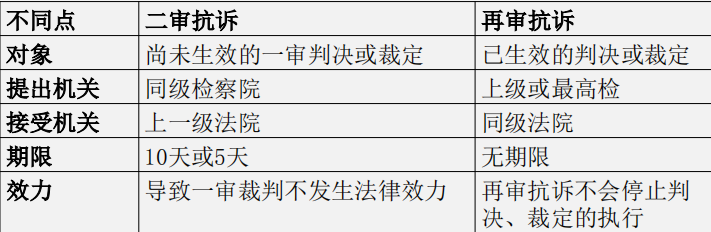 不同点 二审抗诉 再审抗诉
对象 尚未生效的一审判决或裁定 已生效的判决或裁定
提出机关 同级检察院 上级或最高检
接受机关 上一级法院 同级法院
期限 10天或5天 无期限
效力 导致一审裁判不发生法律效力 再审抗诉不会停止判
决、裁定的执行